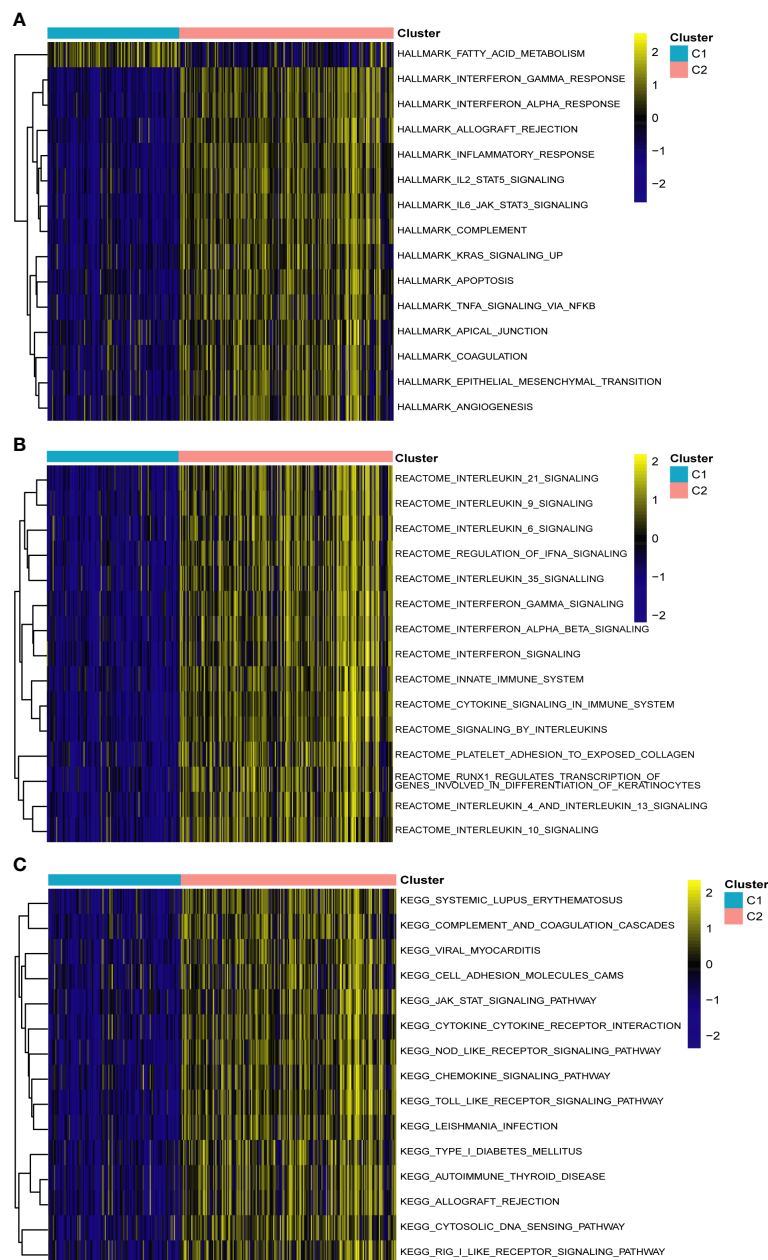 A
Cluster
HALLMARK_FATTY_ACID_METABOLISM
HALLMARK_INTERFERON_GAMMA_RESPONSE
HALLMARK_INTERFERON_ALPHA_RESPONSE
HALLMARK_ALLOGRAFT_REJECTION
HALLMARK_INFLAMMATORY_RESPONSE
HALLMARK_IL2_STAT5_SIGNALING
HALLMARK_IL6_JAK_STAT3_SIGNALING
HALLMARK_COMPLEMENT
HALLMARK_KRAS_SIGNALING_UP
HALLMARK_APOPTOSIS
HALLMARK_TNFA_SIGNALING_VIA_NFKB
HALLMARK_APICAL_JUNCTION
HALLMARK_COAGULATION
HALLMARK_EPITHELIAL_MESENCHYMAL_TRANSITION
HALLMARK_ANGIOGENESIS
2
1
0
−1
−2
Cluster
C1
C2
B
Cluster
REACTOME_INTERLEUKIN_21_SIGNALING
REACTOME_INTERLEUKIN_9_SIGNALING
REACTOME_INTERLEUKIN_6_SIGNALING
REACTOME_REGULATION_OF_IFNA_SIGNALING
REACTOME_INTERLEUKIN_35_SIGNALLING
REACTOME_INTERFERON_GAMMA_SIGNALING
REACTOME_INTERFERON_ALPHA_BETA_SIGNALING
REACTOME_INTERFERON_SIGNALING
REACTOME_INNATE_IMMUNE_SYSTEM
REACTOME_CYTOKINE_SIGNALING_IN_IMMUNE_SYSTEM
REACTOME_SIGNALING_BY_INTERLEUKINS
REACTOME_PLATELET_ADHESION_TO_EXPOSED_COLLAGEN
REACTOME_RUNX1_REGULATES_TRANSCRIPTION_OF
GENES_INVOLVED_IN_DIFFERENTIATION_OF_KERATINOCYTES
REACTOME_INTERLEUKIN_4_AND_INTERLEUKIN_13_SIGNALING
REACTOME_INTERLEUKIN_10_SIGNALING
2
1
0
−1
−2
Cluster
C1
C2
C
Cluster
KEGG_SYSTEMIC_LUPUS_ERYTHEMATOSUS
KEGG_COMPLEMENT_AND_COAGULATION_CASCADES
KEGG_VIRAL_MYOCARDITIS
KEGG_CELL_ADHESION_MOLECULES_CAMS
KEGG_JAK_STAT_SIGNALING_PATHWAY
KEGG_CYTOKINE_CYTOKINE_RECEPTOR_INTERACTION
KEGG_NOD_LIKE_RECEPTOR_SIGNALING_PATHWAY
KEGG_CHEMOKINE_SIGNALING_PATHWAY
KEGG_TOLL_LIKE_RECEPTOR_SIGNALING_PATHWAY
KEGG_LEISHMANIA_INFECTION
KEGG_TYPE_I_DIABETES_MELLITUS
KEGG_AUTOIMMUNE_THYROID_DISEASE
KEGG_ALLOGRAFT_REJECTION
KEGG_CYTOSOLIC_DNA_SENSING_PATHWAY
KEGG_RIG_I_LIKE_RECEPTOR_SIGNALING_PATHWAY
2
1
0
−1
−2
Cluster
C1
C2